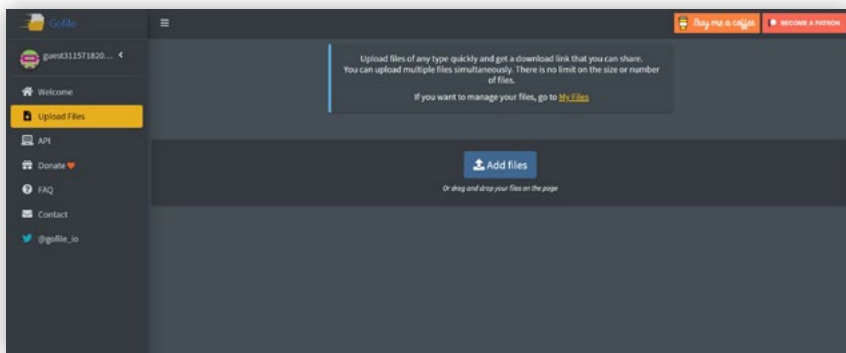 Gofile
Buy me a coffee
BECOME A PATRON
guest311571820....
Upload files of any type quickly and get a download link that you can share.
You can upload multiple files simultaneously. There is no limit on the size or number
of files.
If you want to manage your files, go to My Files
Welcome
Upload Files
API
Add files
Donate
Or drag and drop your files on the page
FAQ
Contact
@gofile_io